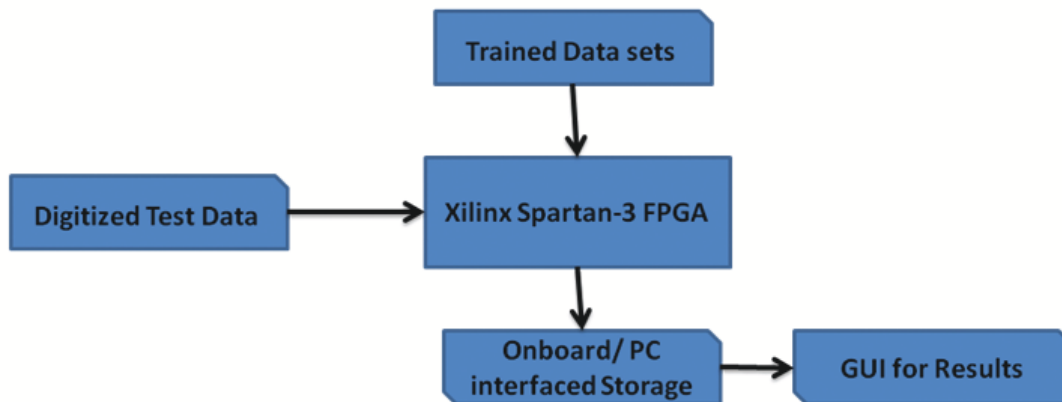 Trained Data sets
Digitized Test Data
Xilinx Spartan-3 FPGA
Onboard/ PC
interfaced Storage
GUI for Results